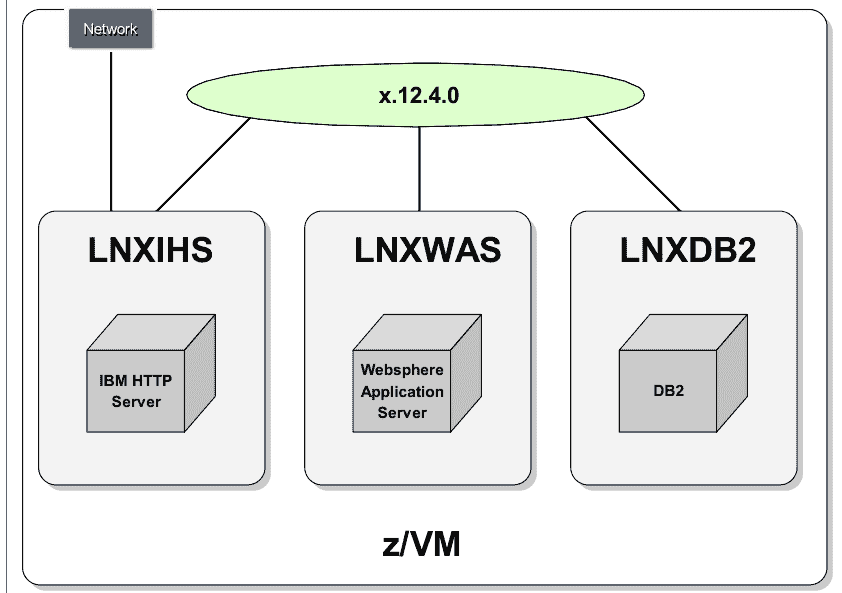 Network
x.12.4.0
LNXIHS
LNXWAS
LNXDB2
IBM HTTP
Server
Websphere
Application
Server
DB2
z/VM